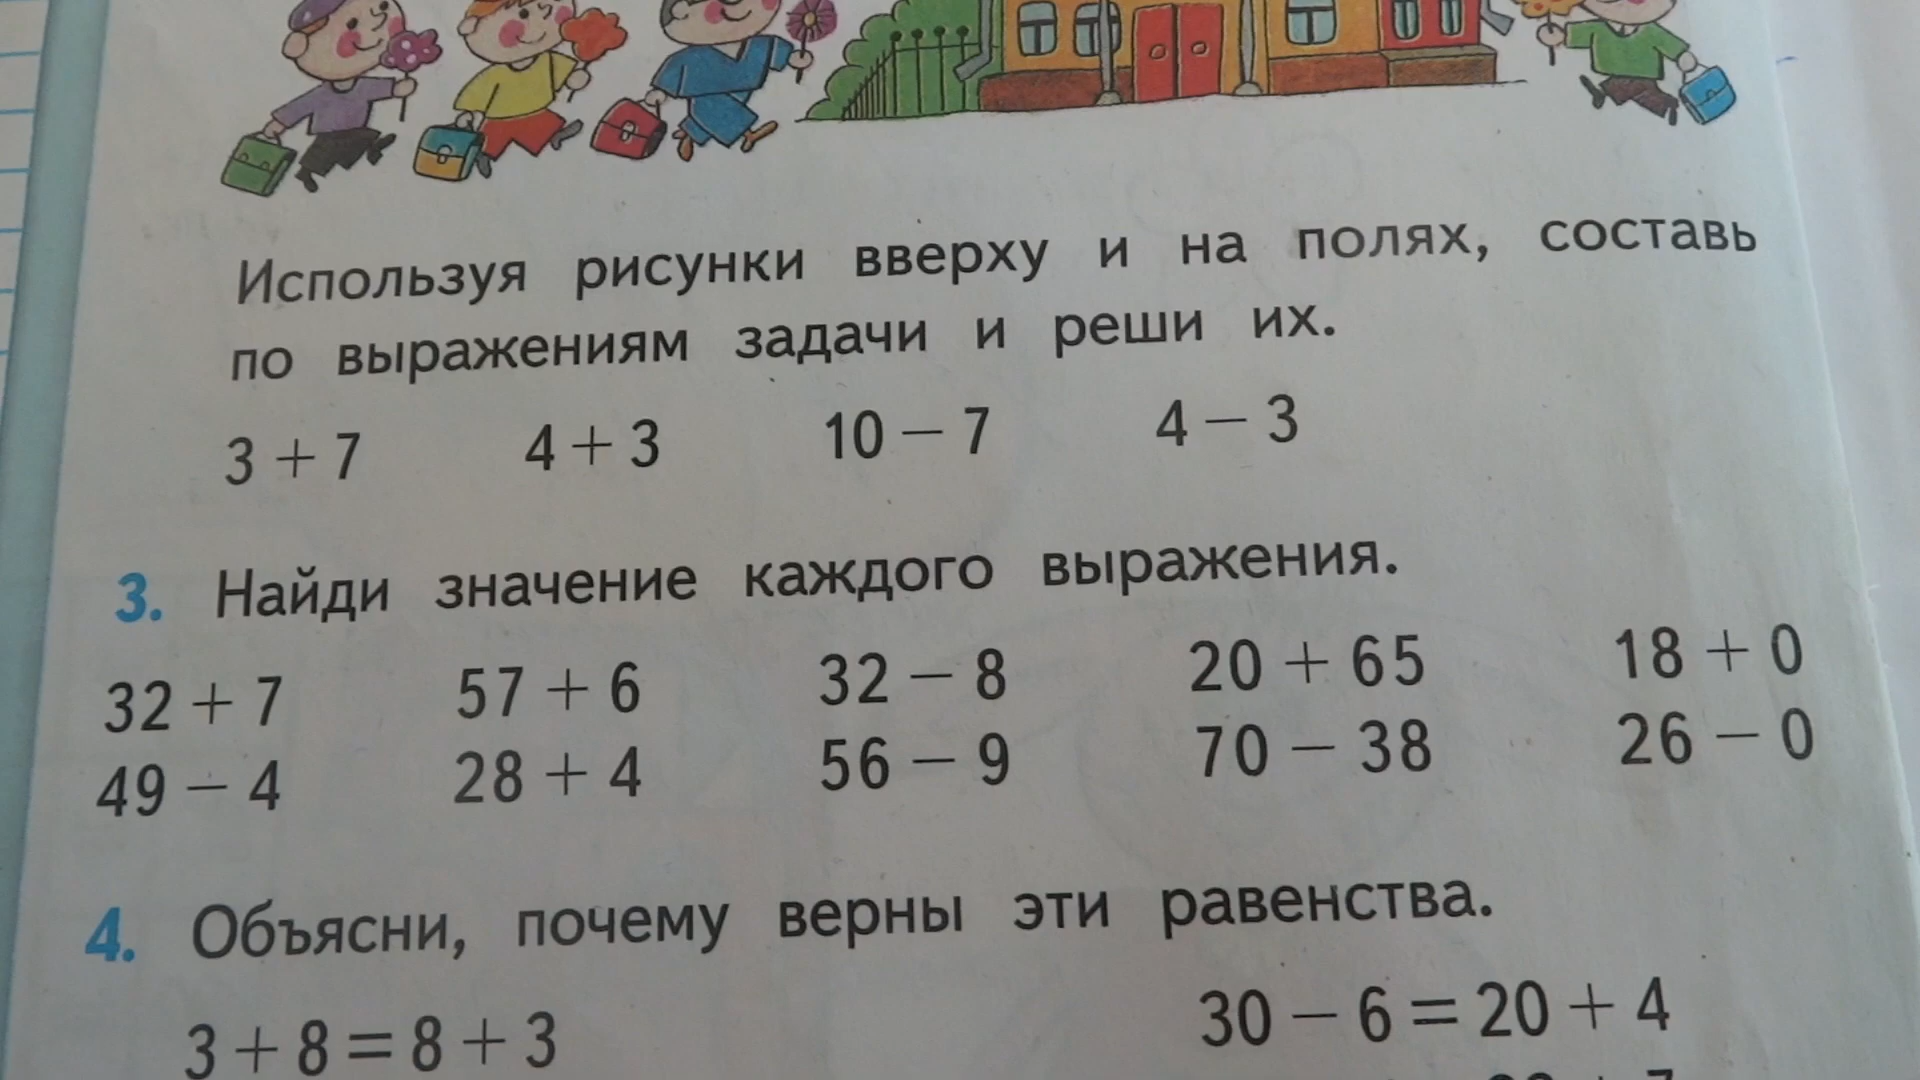 Используя рисунки вверху и на полях, составь
по выражениям задачи и реши их.
3 + 7 4 + 3 10 − 7 4 − 3
3. Найди значение каждого выражения.
32 + 7 57 + 6 32 − 8 20 + 65 18 + 0
49 − 4 28 + 4 56 − 9 70 − 38 26 − 0
4. Объясни, почему верны эти равенства.
3 + 8 = 8 + 3 30 − 6 = 20 + 4